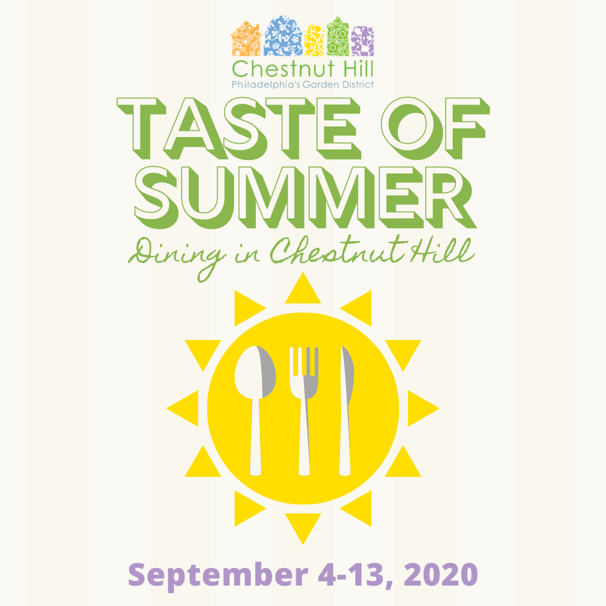 Chestnut Hill
Philadelphia's Garden District
TASTE OF
SUMMER
Dining in Chestnut Hill
September 4-13, 2020